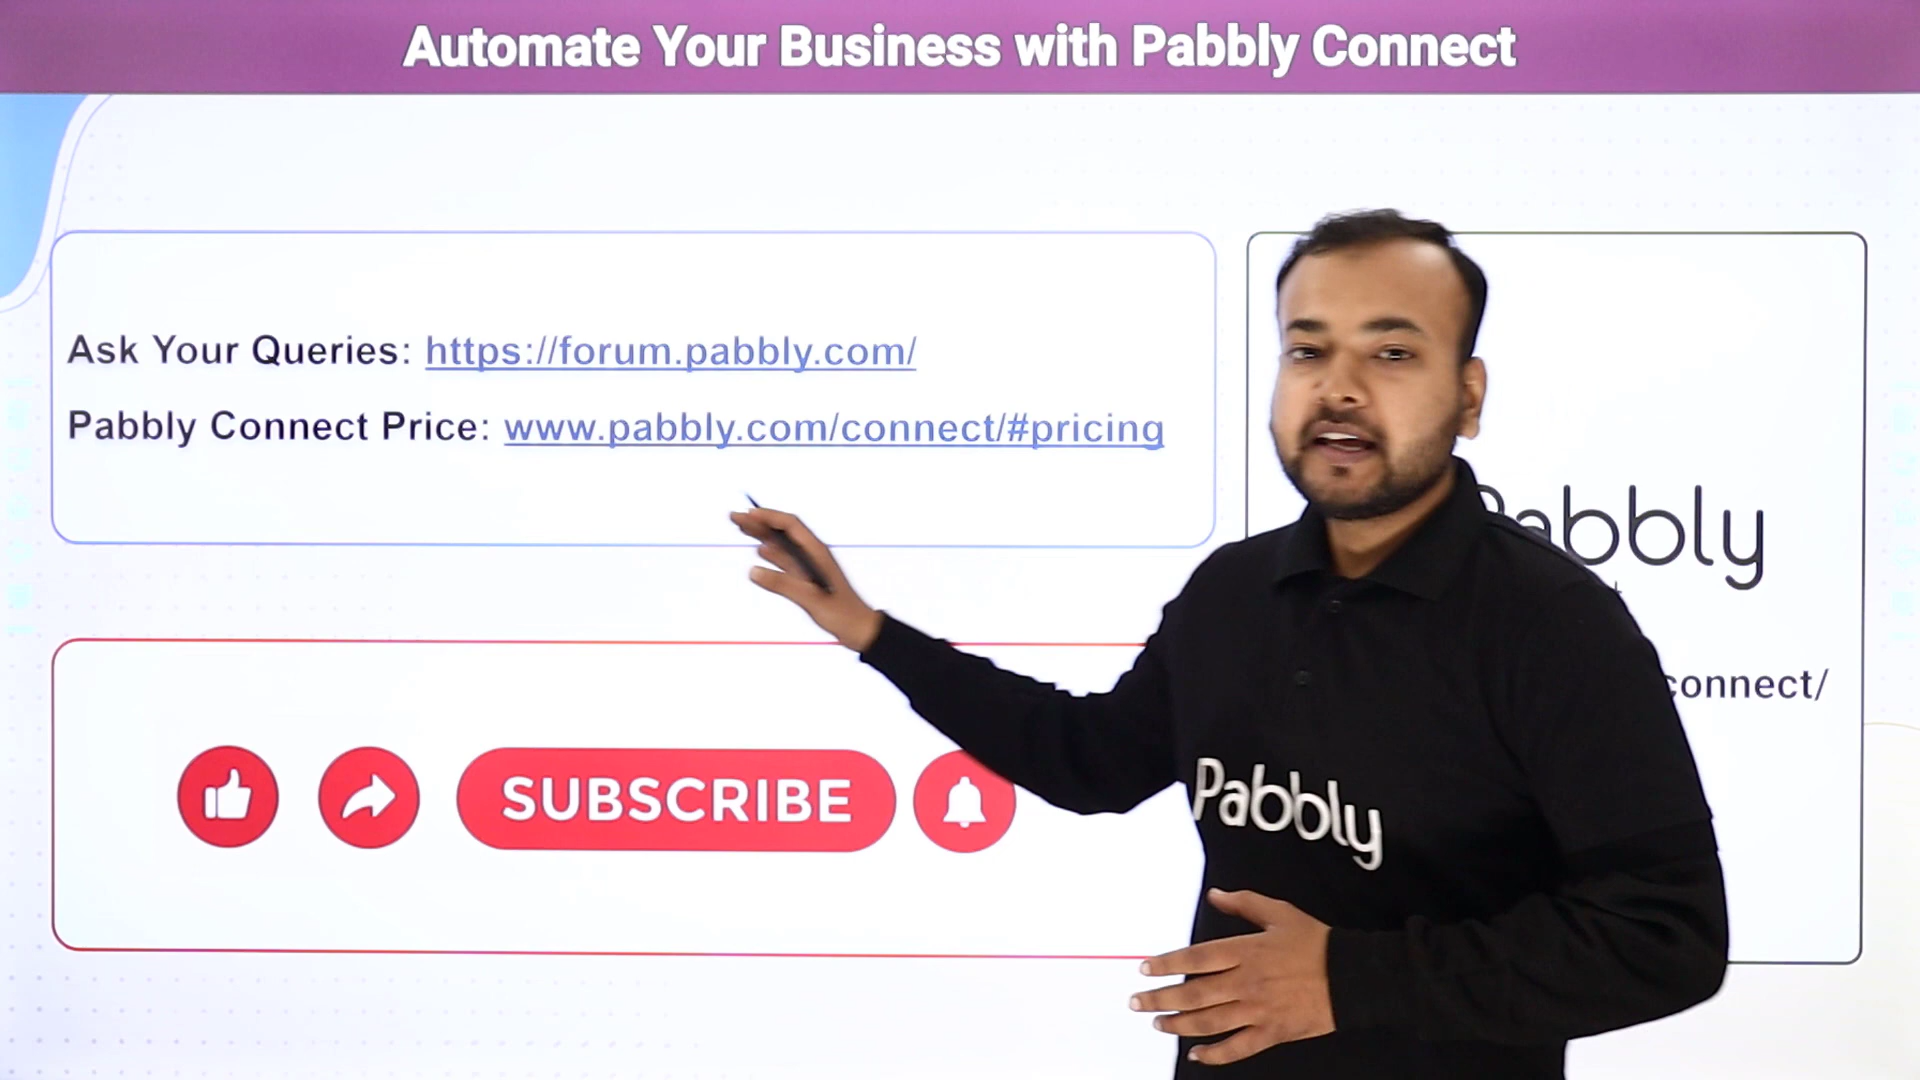 Automate Your Business with Pabbly Connect
Ask Your Queries: https://forum.pabbly.com/
Pabbly Connect Price: www.pabbly.com/connect/#pricing
Pabbly
connect/
SUBSCRIBE
Pabbly